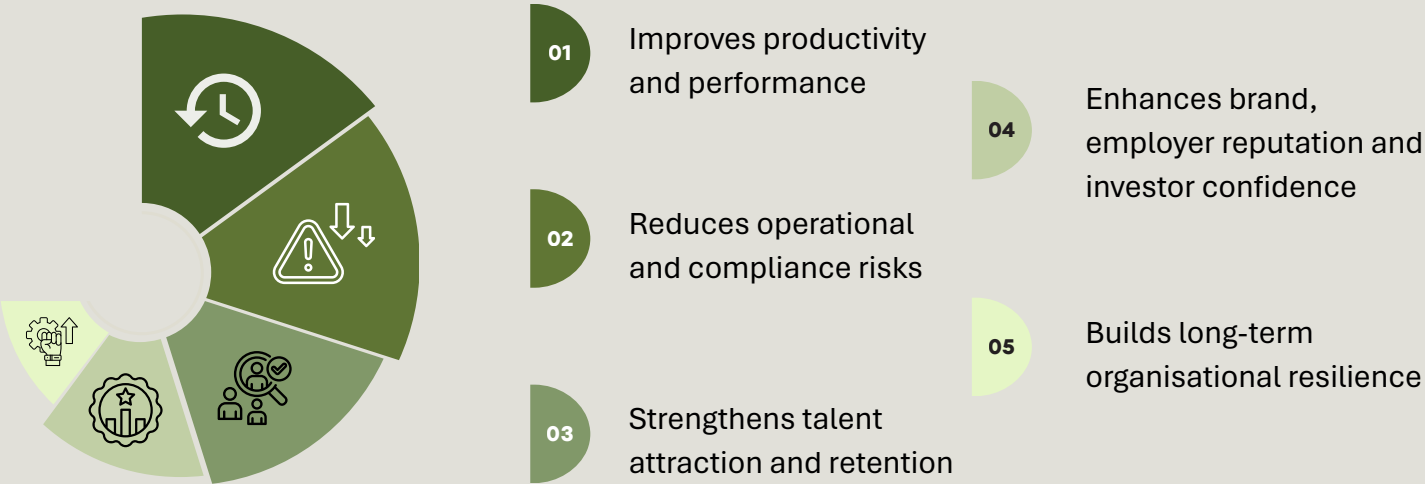 01
Improves productivity
and performance
02
Reduces operational
and compliance risks
03
Strengthens talent
attraction and retention
04
Enhances brand,
employer reputation and
investor confidence
05
Builds long-term
organisational resilience